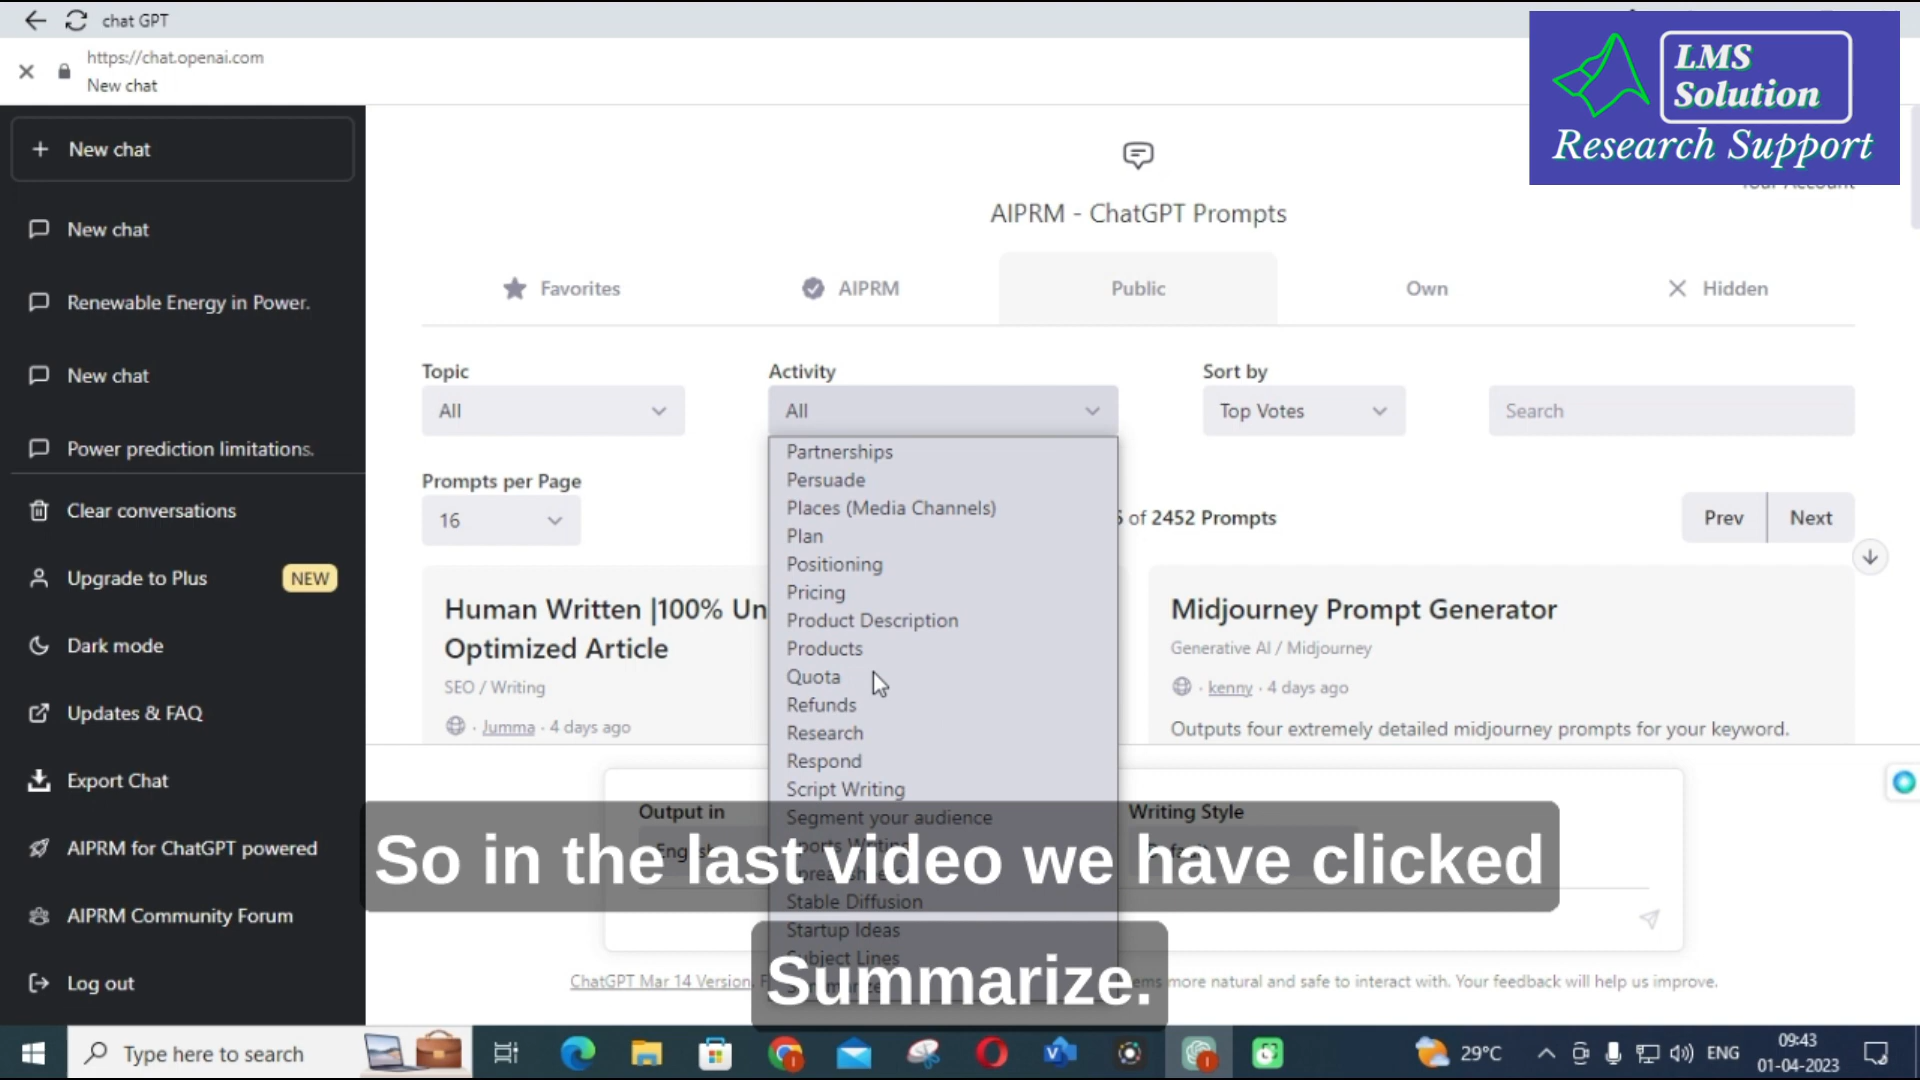 chat GPT
https://chat.openai.com
New chat
LMS
Solution
Research Support
New chat
New chat
Renewable Energy in Power.
New chat
Power prediction limitations.
Clear conversations
Upgrade to Plus NEW
Dark mode
Updates & FAQ
Export Chat
AIPRM for ChatGPT powered
AIPRM Community Forum
Log out
Your Account
AIPRM - ChatGPT Prompts
Favorites AIPRM Public Own Hidden
Topic Activity Sort by
All All Top Votes Search
Partnerships
Persuade
Places (Media Channels)
Plan
Positioning
Pricing
Product Description
Products
Quota
Refunds
Research
Respond
Script Writing
Segment your audience
Stable Diffusion
Startup Ideas
Subject Lines
Prompts per Page
16
of 2452 Prompts
Prev Next
Human Written |100% Un
Optimized Article
SEO / Writing
· Jumma · 4 days ago
Midjourney Prompt Generator
Generative AI / Midjourney
· kenny · 4 days ago
Outputs four extremely detailed midjourney prompts for your keyword.
Output in Writing Style
So in the last video we have clicked
Summarize.
ChatGPT Mar 14 Version. more natural and safe to interact with. Your feedback will help us improve.
Type here to search
29°C ENG
09:43
01-04-2023